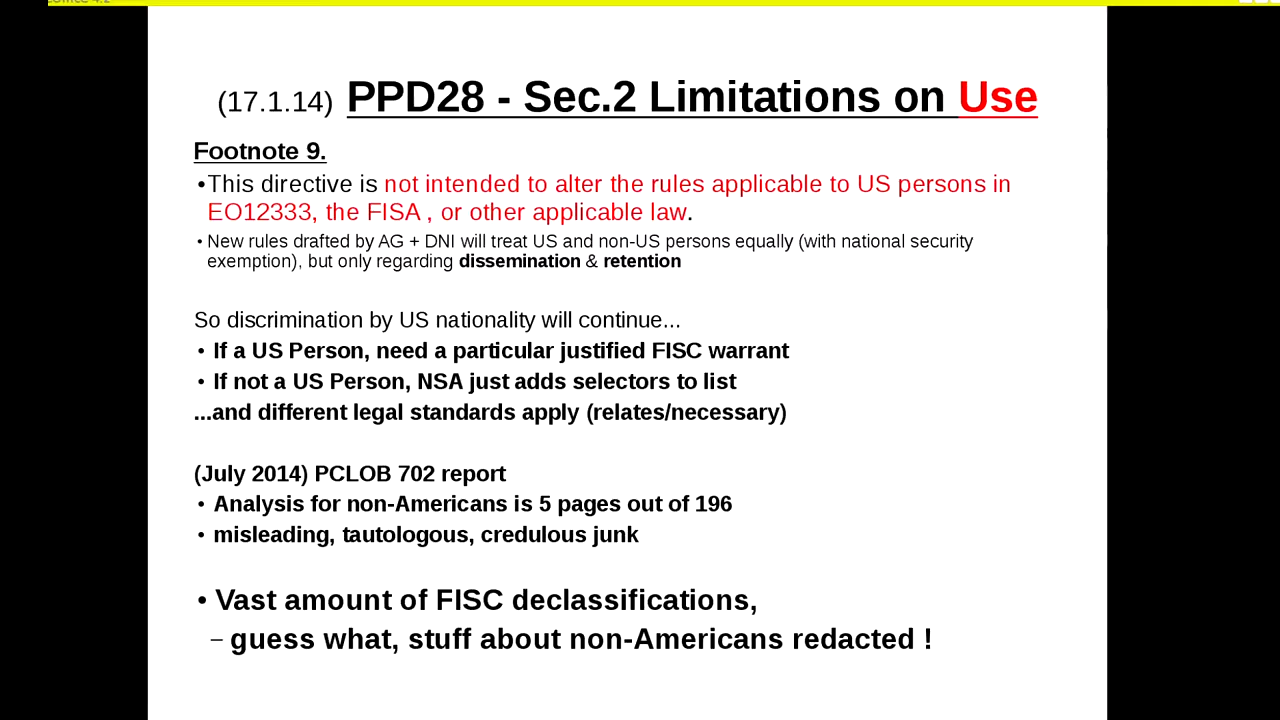 (17.1.14) PPD28 - Sec.2 Limitations on Use
Footnote 9.
•This directive is not intended to alter the rules applicable to US persons in
EO12333, the FISA , or other applicable law.
• New rules drafted by AG + DNI will treat US and non-US persons equally (with national security
exemption), but only regarding dissemination & retention
So discrimination by US nationality will continue...
• If a US Person, need a particular justified FISC warrant
• If not a US Person, NSA just adds selectors to list
...and different legal standards apply (relates/necessary)
(July 2014) PCLOB 702 report
• Analysis for non-Americans is 5 pages out of 196
• misleading, tautologous, credulous junk
• Vast amount of FISC declassifications,
– guess what, stuff about non-Americans redacted !